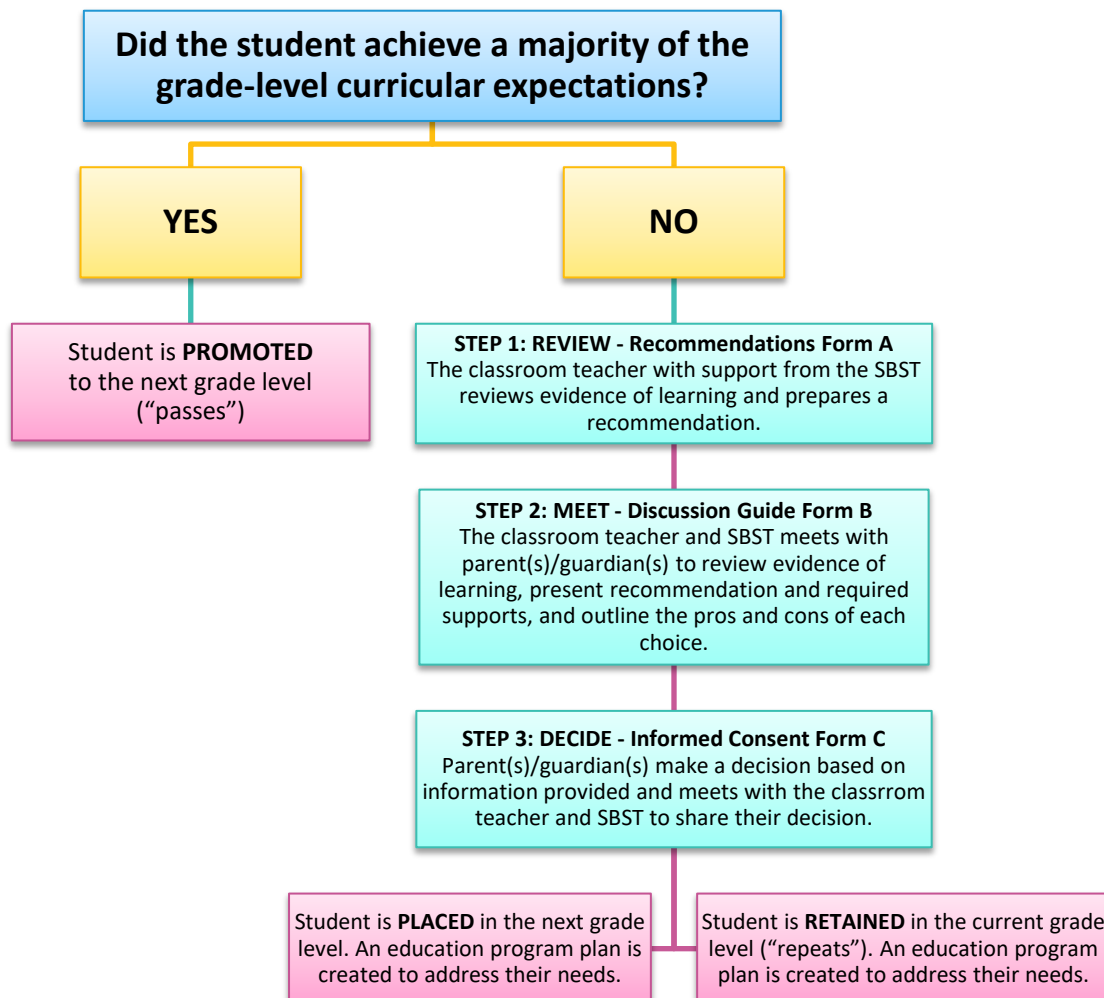 Did the student achieve a majority of the
grade-level curricular expectations?
YES
NO
Student is PROMOTED
to the next grade level
(“passes”)
STEP 1: REVIEW - Recommendations Form A
The classroom teacher with support from the SBST
reviews evidence of learning and prepares a
recommendation.
STEP 2: MEET - Discussion Guide Form B
The classroom teacher and SBST meets with
parent(s)/guardian(s) to review evidence of
learning, present recommendation and required
supports, and outline the pros and cons of each
choice.
STEP 3: DECIDE - Informed Consent Form C
Parent(s)/guardian(s) make a decision based on
information provided and meets with the classrrom
teacher and SBST to share their decision.
Student is PLACED in the next grade
level. An education program plan is
created to address their needs.
Student is RETAINED in the current grade
level (“repeats”). An education program
plan is created to address their needs.